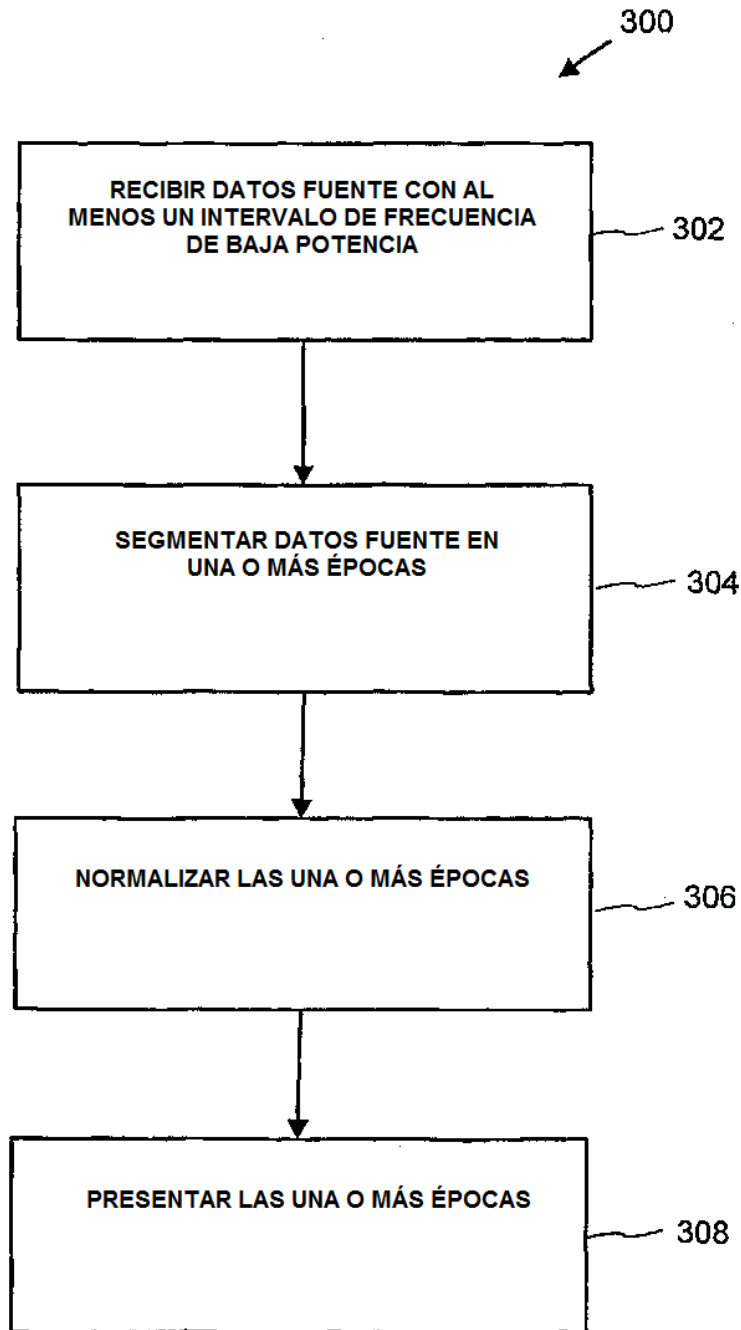 300
RECIBIR DATOS FUENTE CON AL
MENOS UN INTERVALO DE FRECUENCIA
DE BAJA POTENCIA
302
SEGMENTAR DATOS FUENTE EN
UNA O MÁS ÉPOCAS
304
NORMALIZAR LAS UNA O MÁS ÉPOCAS
306
PRESENTAR LAS UNA O MÁS ÉPOCAS
308